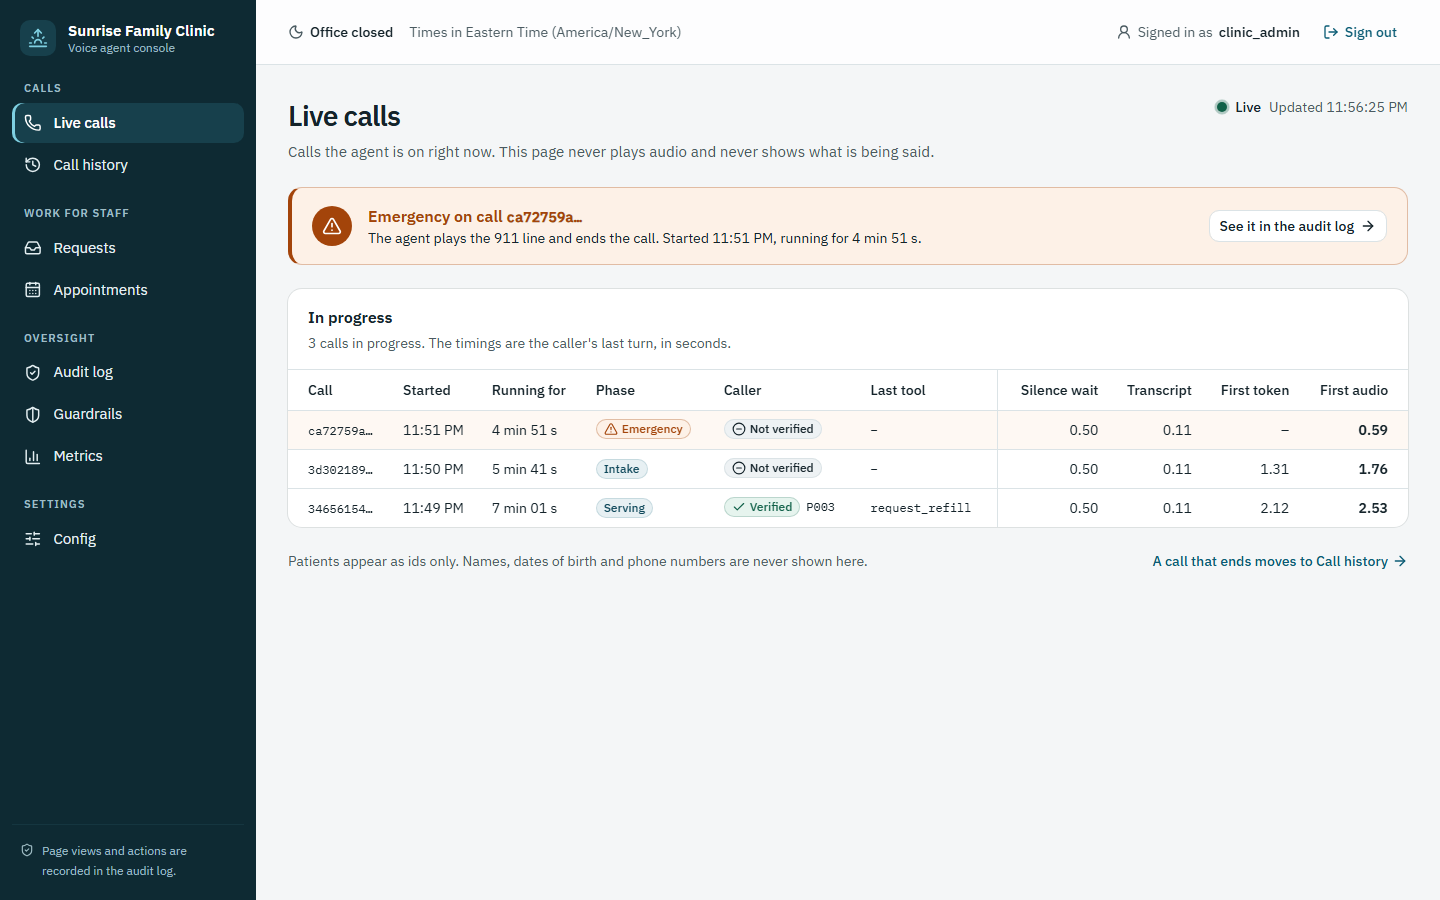 Sunrise Family Clinic
Voice agent console
CALLS
Live calls
Call history
WORK FOR STAFF
Requests
Appointments
OVERSIGHT
Audit log
Guardrails
Metrics
SETTINGS
Config
Page views and actions are
recorded in the audit log.
Office closed Times in Eastern Time (America/New_York) Signed in as clinic_admin Sign out
Live calls
Live Updated 11:56:25 PM
Calls the agent is on right now. This page never plays audio and never shows what is being said.
Emergency on call ca72759a…
The agent plays the 911 line and ends the call. Started 11:51 PM, running for 4 min 51 s.
See it in the audit log →
In progress
3 calls in progress. The timings are the caller's last turn, in seconds.
Call Started Running for Phase Caller Last tool Silence wait Transcript First token First audio
ca72759a… 11:51 PM 4 min 51 s Emergency Not verified – 0.50 0.11 – 0.59
3d302189… 11:50 PM 5 min 41 s Intake Not verified – 0.50 0.11 1.31 1.76
34656154… 11:49 PM 7 min 01 s Serving Verified P003 request_refill 0.50 0.11 2.12 2.53
Patients appear as ids only. Names, dates of birth and phone numbers are never shown here.
A call that ends moves to Call history →